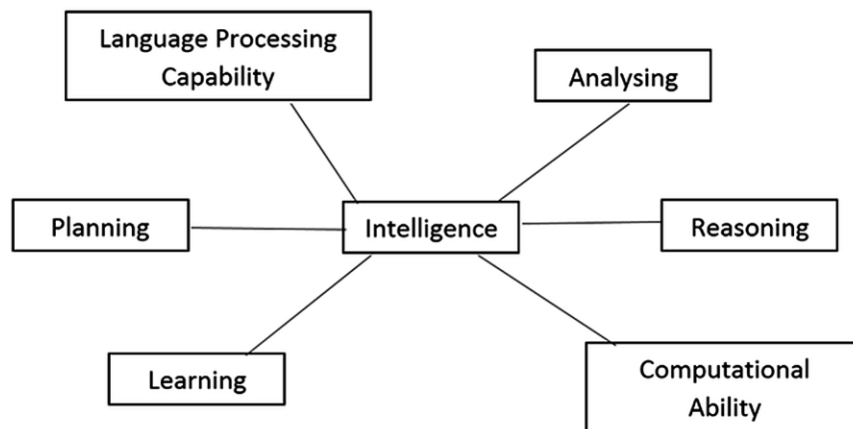 Language Processing
Capability
Analysing
Planning
Intelligence
Reasoning
Learning
Computational
Ability